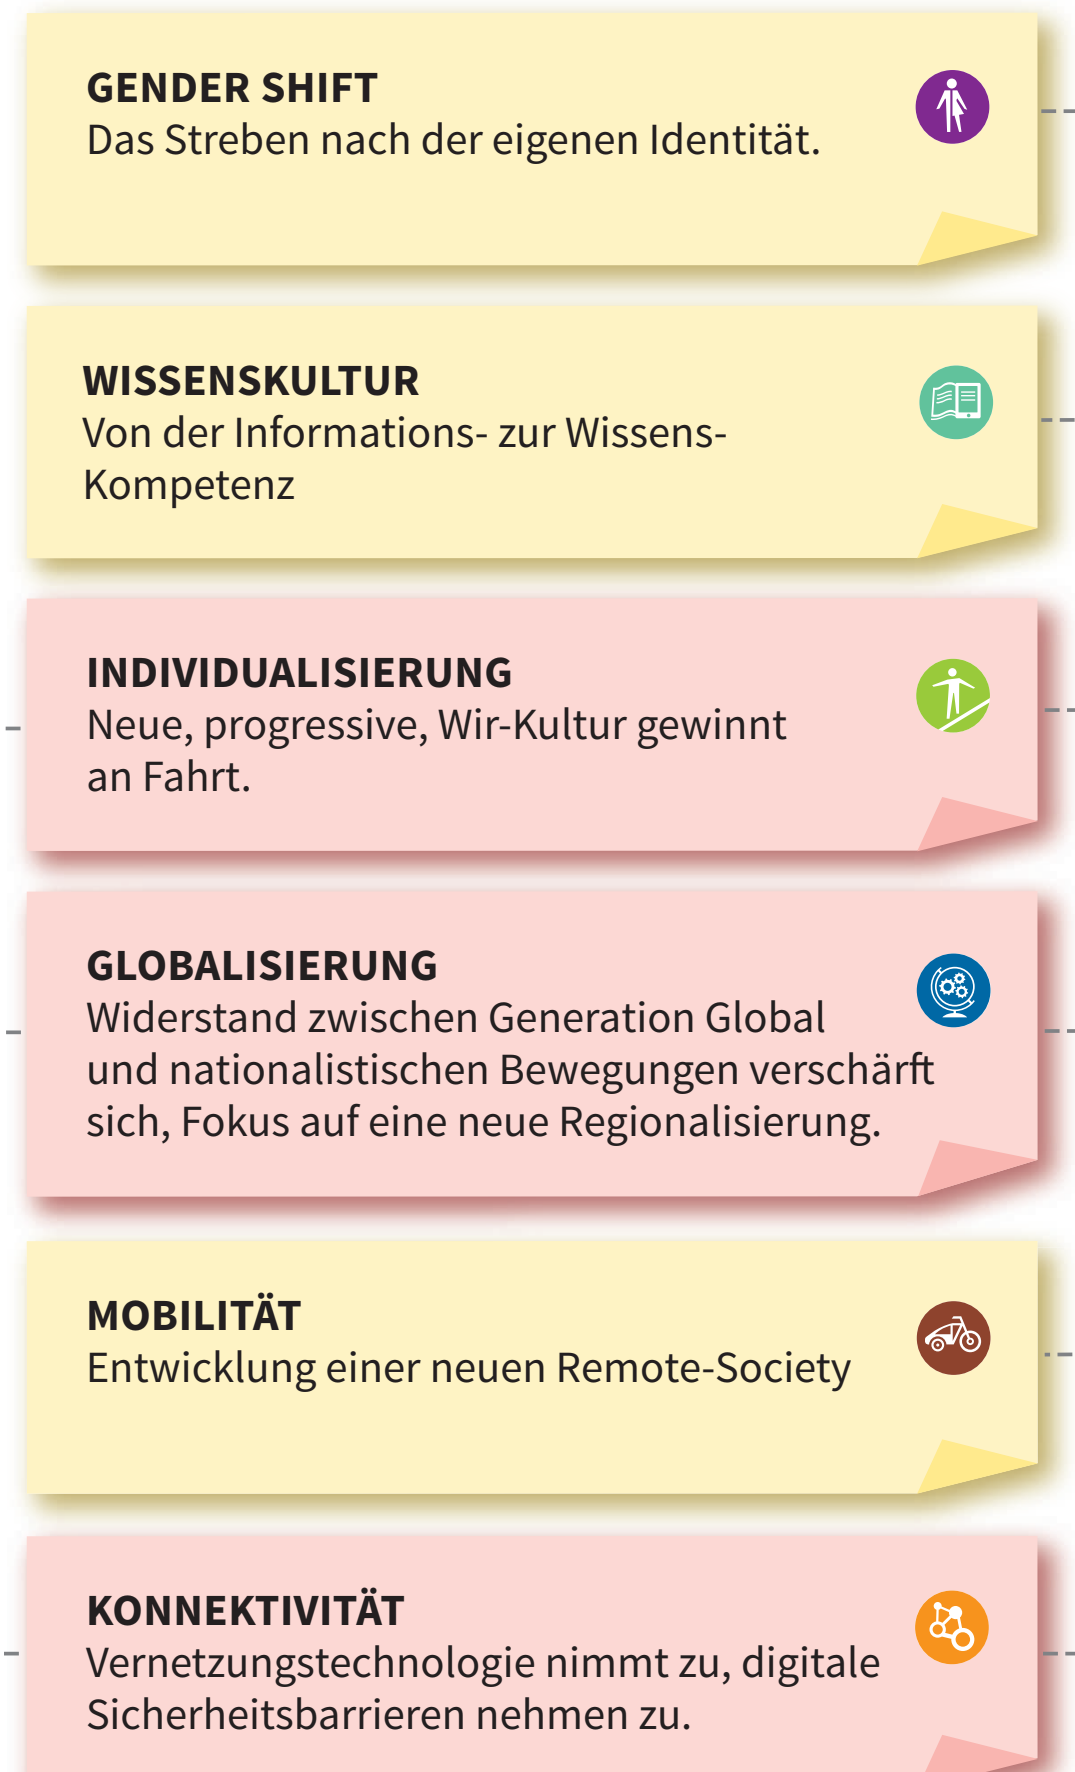 GENDER SHIFT
Das Streben nach der eigenen Identität.
WISSENSKULTUR
Von der Informations- zur Wissens-
Kompetenz
INDIVIDUALISIERUNG
Neue, progressive, Wir-Kultur gewinnt
an Fahrt.
GLOBALISIERUNG
Widerstand zwischen Generation Global
und nationalistischen Bewegungen verschärft
sich, Fokus auf eine neue Regionalisierung.
MOBILITÄT
Entwicklung einer neuen Remote-Society
KONNEKTIVITÄT
Vernetzungstechnologie nimmt zu, digitale
Sicherheitsbarrieren nehmen zu.